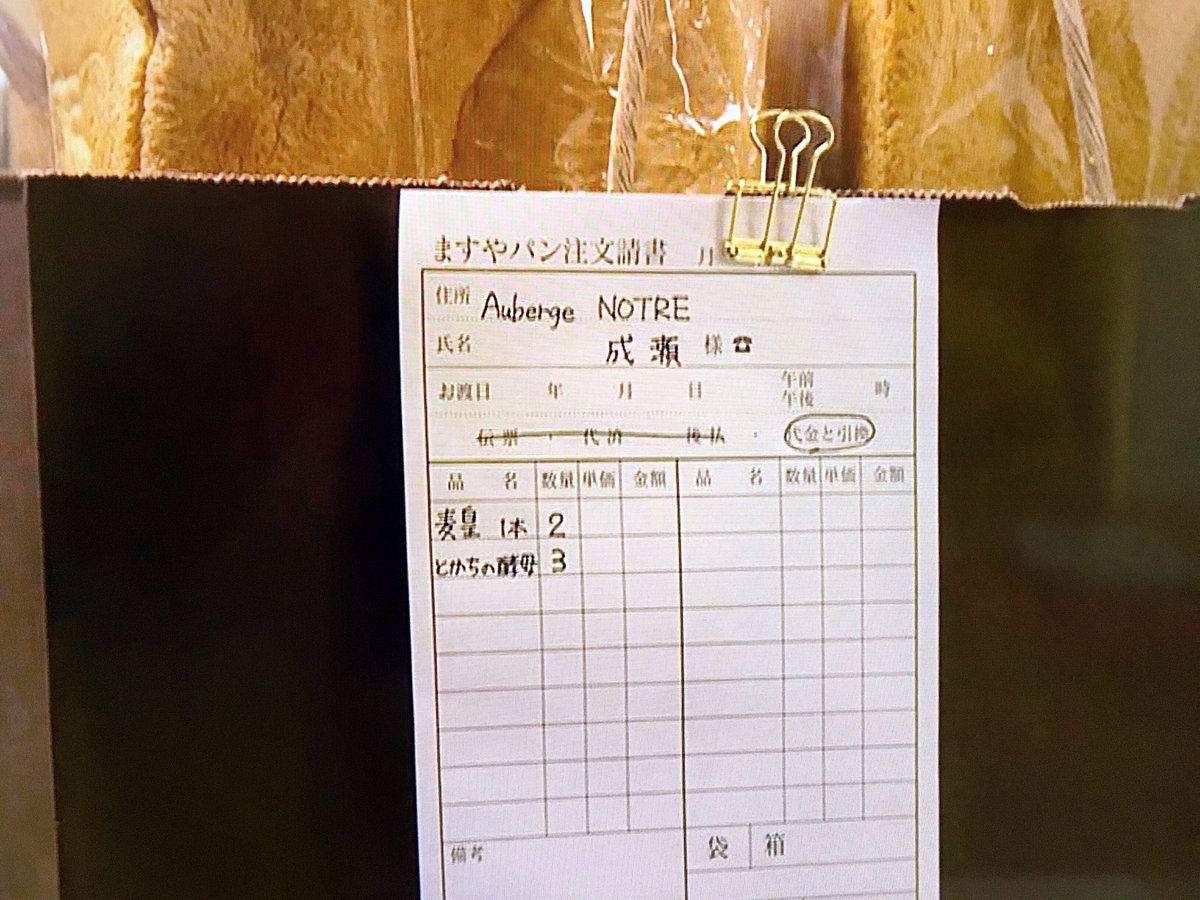 ますやパン注文請書 月
住所 Auberge NOTRE
氏名 成瀬 様 ☎
お渡日 年 月 日 午前 午後 時
伝票 ・ 代済 後払 ・ 代金と引換
品名 数量 単価 金額 品名 数量 単価 金額
麦皇 1本 2
とかちの酵母 3
備考 袋 箱